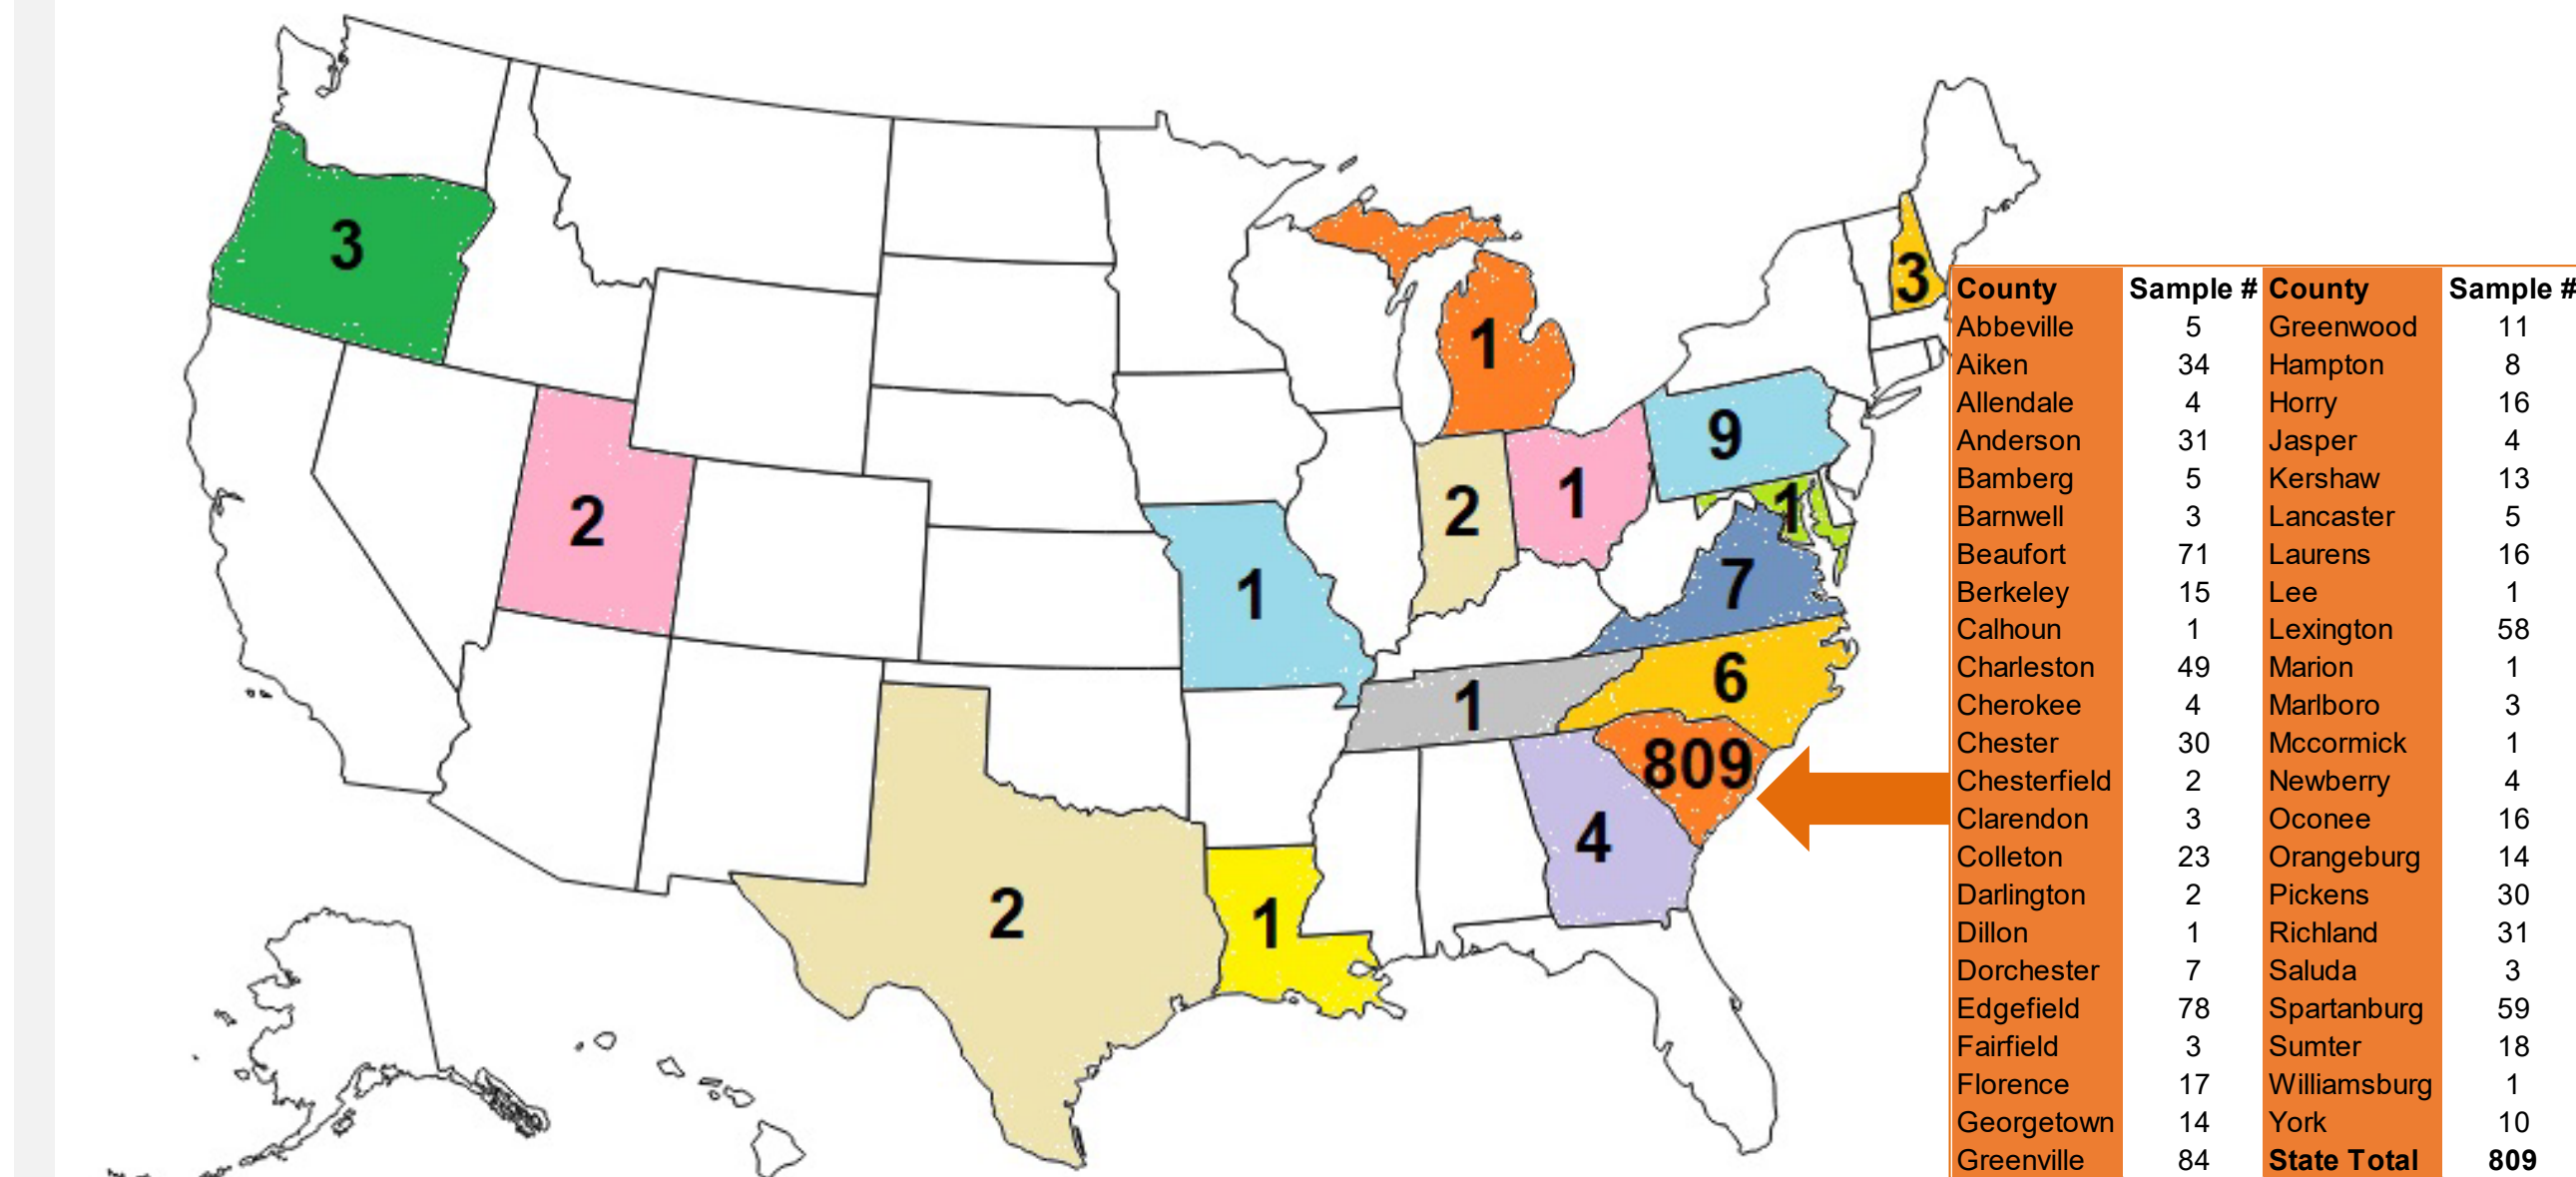 3
3
1
9
2
2
1
1
1
7
1
6
1
809
4
2
1
County Sample # County Sample #
Abbeville 5 Greenwood 11
Aiken 34 Hampton 8
Allendale 4 Horry 16
Anderson 31 Jasper 4
Bamberg 5 Kershaw 13
Barnwell 3 Lancaster 5
Beaufort 71 Laurens 16
Berkeley 15 Lee 1
Calhoun 1 Lexington 58
Charleston 49 Marion 1
Cherokee 4 Marlboro 3
Chester 30 Mccormick 1
Chesterfield 2 Newberry 4
Clarendon 3 Oconee 16
Colleton 23 Orangeburg 14
Darlington 2 Pickens 30
Dillon 1 Richland 31
Dorchester 7 Saluda 3
Edgefield 78 Spartanburg 59
Fairfield 3 Sumter 18
Florence 17 Williamsburg 1
Georgetown 14 York 10
Greenville 84 State Total 809